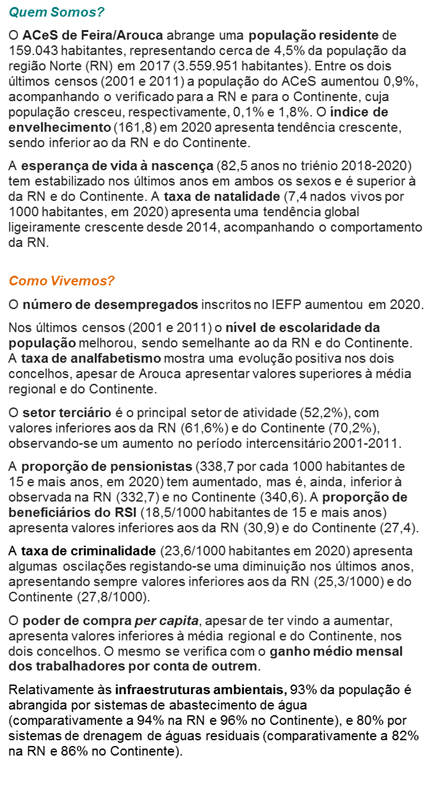 Quem Somos?
O ACeS de Feira/Arouca abrange uma população residente de
159.043 habitantes, representando cerca de 4,5% da população da
região Norte (RN) em 2017 (3.559.951 habitantes). Entre os dois
últimos censos (2001 e 2011) a população do ACeS aumentou 0,9%,
acompanhando o verificado para a RN e para o Continente, cuja
população cresceu, respectivamente, 0,1% e 1,8%. O índice de
envelhecimento (161,8) em 2020 apresenta tendência crescente,
sendo inferior ao da RN e do Continente.
A esperança de vida à nascença (82,5 anos no triénio 2018-2020)
tem estabilizado nos últimos anos em ambos os sexos e é superior à
da RN e do Continente. A taxa de natalidade (7,4 nados vivos por
1000 habitantes, em 2020) apresenta uma tendência global
ligeiramente crescente desde 2014, acompanhando o comportamento
da RN.
Como Vivemos?
O número de desempregados inscritos no IEFP aumentou em 2020.
Nos últimos censos (2001 e 2011) o nível de escolaridade da
população melhorou, sendo semelhante ao da RN e do Continente.
A taxa de analfabetismo mostra uma evolução positiva nos dois
concelhos, apesar de Arouca apresentar valores superiores à média
regional e do Continente.
O setor terciário é o principal setor de atividade (52,2%), com
valores inferiores aos da RN (61,6%) e do Continente (70,2%),
observando-se um aumento no período intercensitário 2001-2011.
A proporção de pensionistas (338,7 por cada 1000 habitantes de
15 e mais anos, em 2020) tem aumentado, mas é, ainda, inferior à
observada na RN (332,7) e no Continente (340,6). A proporção de
beneficiários do RSI (18,5/1000 habitantes de 15 e mais anos)
apresenta valores inferiores aos da RN (30,9) e do Continente (27,4).
A taxa de criminalidade (23,6/1000 habitantes em 2020) apresenta
algumas oscilações registando-se uma diminuição nos últimos anos,
apresentando sempre valores inferiores aos da RN (25,3/1000) e do
Continente (27,8/1000).
O poder de compra per capita, apesar de ter vindo a aumentar,
apresenta valores inferiores à média regional e do Continente, nos
dois concelhos. O mesmo se verifica com o ganho médio mensal
dos trabalhadores por conta de outrem.
Relativamente às infraestruturas ambientais, 93% da população é
abrangida por sistemas de abastecimento de água
(comparativamente a 94% na RN e 96% no Continente), e 80% por
sistemas de drenagem de águas residuais (comparativamente a 82%
na RN e 86% no Continente).